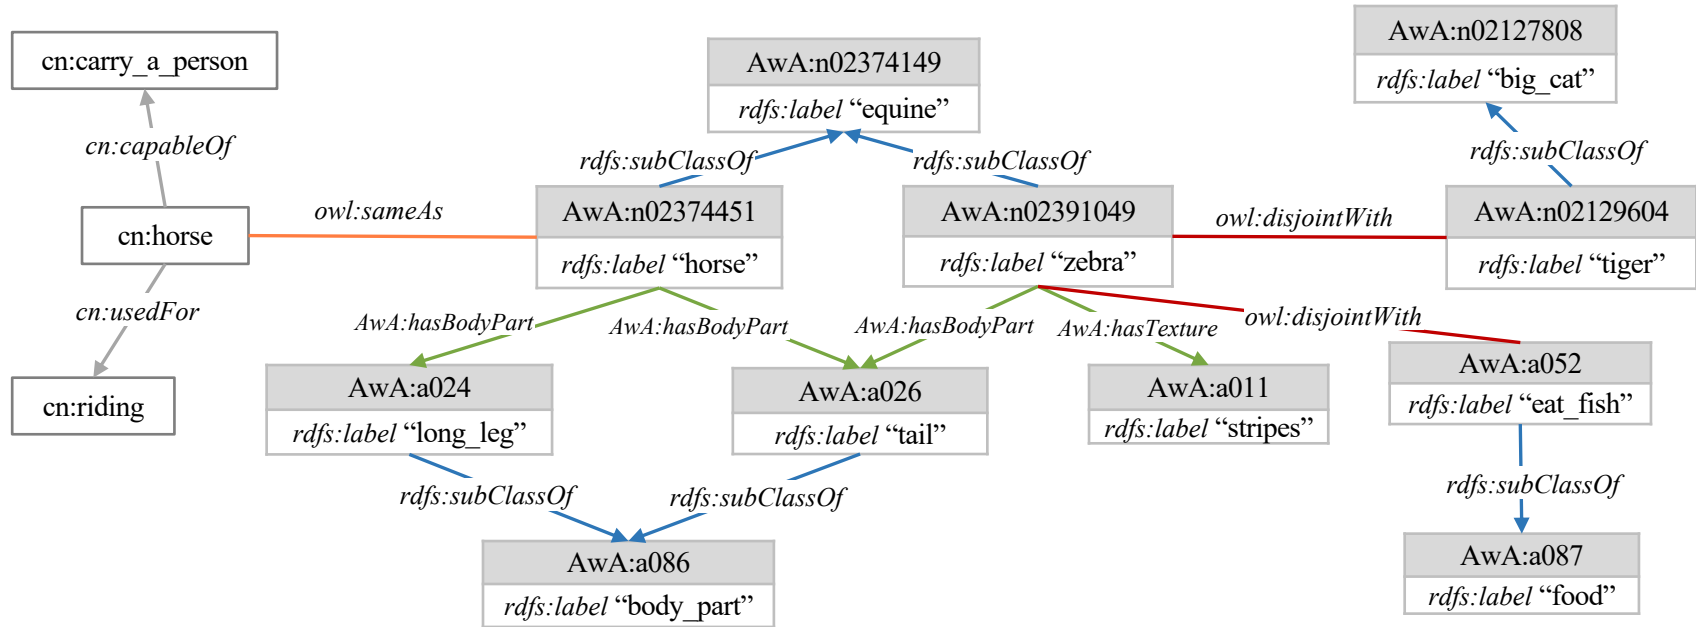 cn:carry_a_person
cn:capableOf
cn:horse
cn:usedFor
cn:riding
owl:sameAs
AwA:n02374149
rdfs:label “equine”
rdfs:subClassOf
rdfs:subClassOf
AwA:n02127808
rdfs:label “big_cat”
rdfs:subClassOf
AwA:n02374451
rdfs:label “horse”
AwA:n02391049
rdfs:label “zebra”
owl:disjointWith
AwA:n02129604
rdfs:label “tiger”
AwA:hasBodyPart
AwA:hasBodyPart
AwA:hasBodyPart
AwA:hasTexture
owl:disjointWith
AwA:a024
rdfs:label “long_leg”
AwA:a026
rdfs:label “tail”
AwA:a011
rdfs:label “stripes”
AwA:a052
rdfs:label “eat_fish”
rdfs:subClassOf
rdfs:subClassOf
rdfs:subClassOf
AwA:a086
rdfs:label “body_part”
AwA:a087
rdfs:label “food”